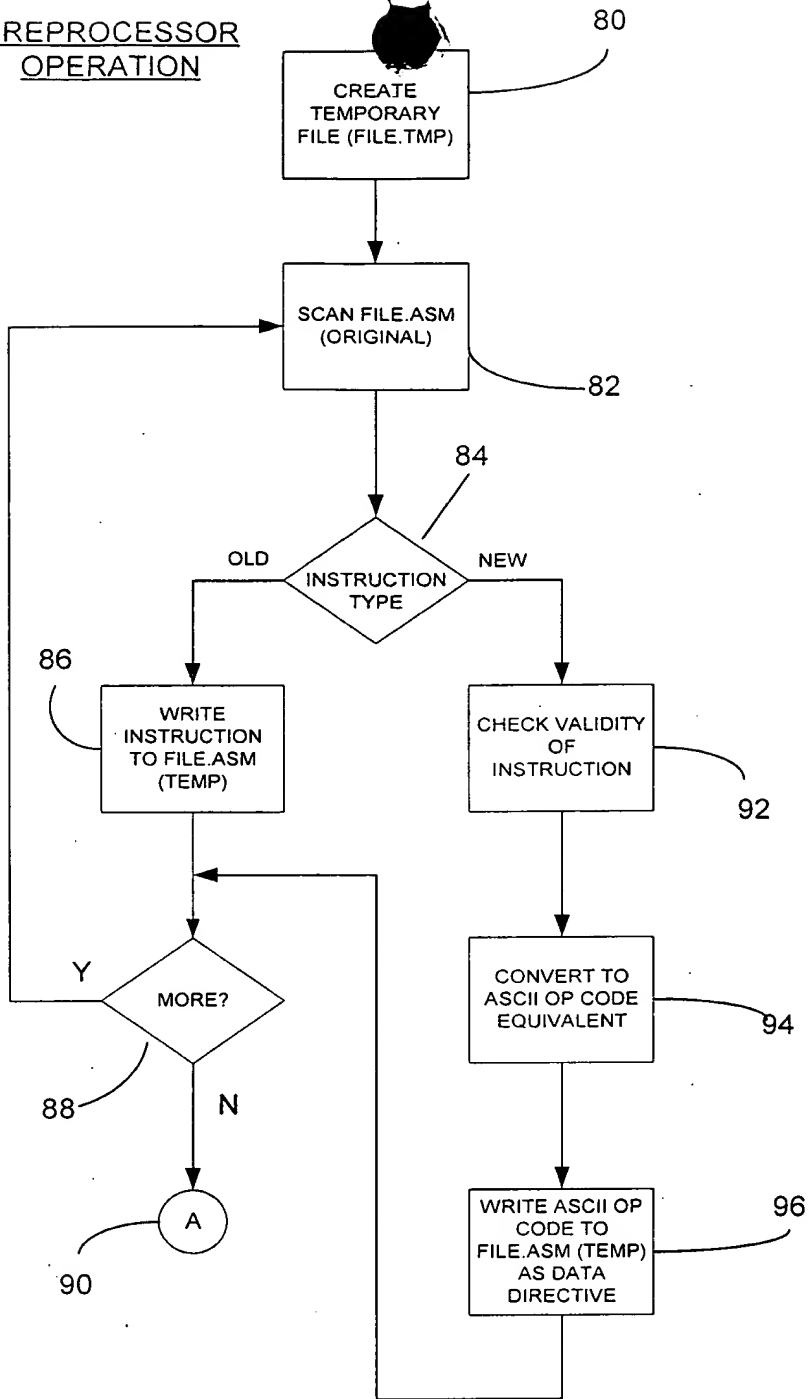 REPROCESSOR
OPERATION
80
CREATE
TEMPORARY
FILE (FILE.TMP)
SCAN FILE.ASM
(ORIGINAL)
82
84
OLD
NEW
INSTRUCTION
TYPE
86
WRITE
INSTRUCTION
TO FILE.ASM
(TEMP)
CHECK VALIDITY
OF
INSTRUCTION
92
Y
MORE?
CONVERT TO
ASCII OP CODE
EQUIVALENT
94
88
N
A
90
WRITE ASCII OP
CODE TO
FILE.ASM (TEMP)
AS DATA
DIRECTIVE
96